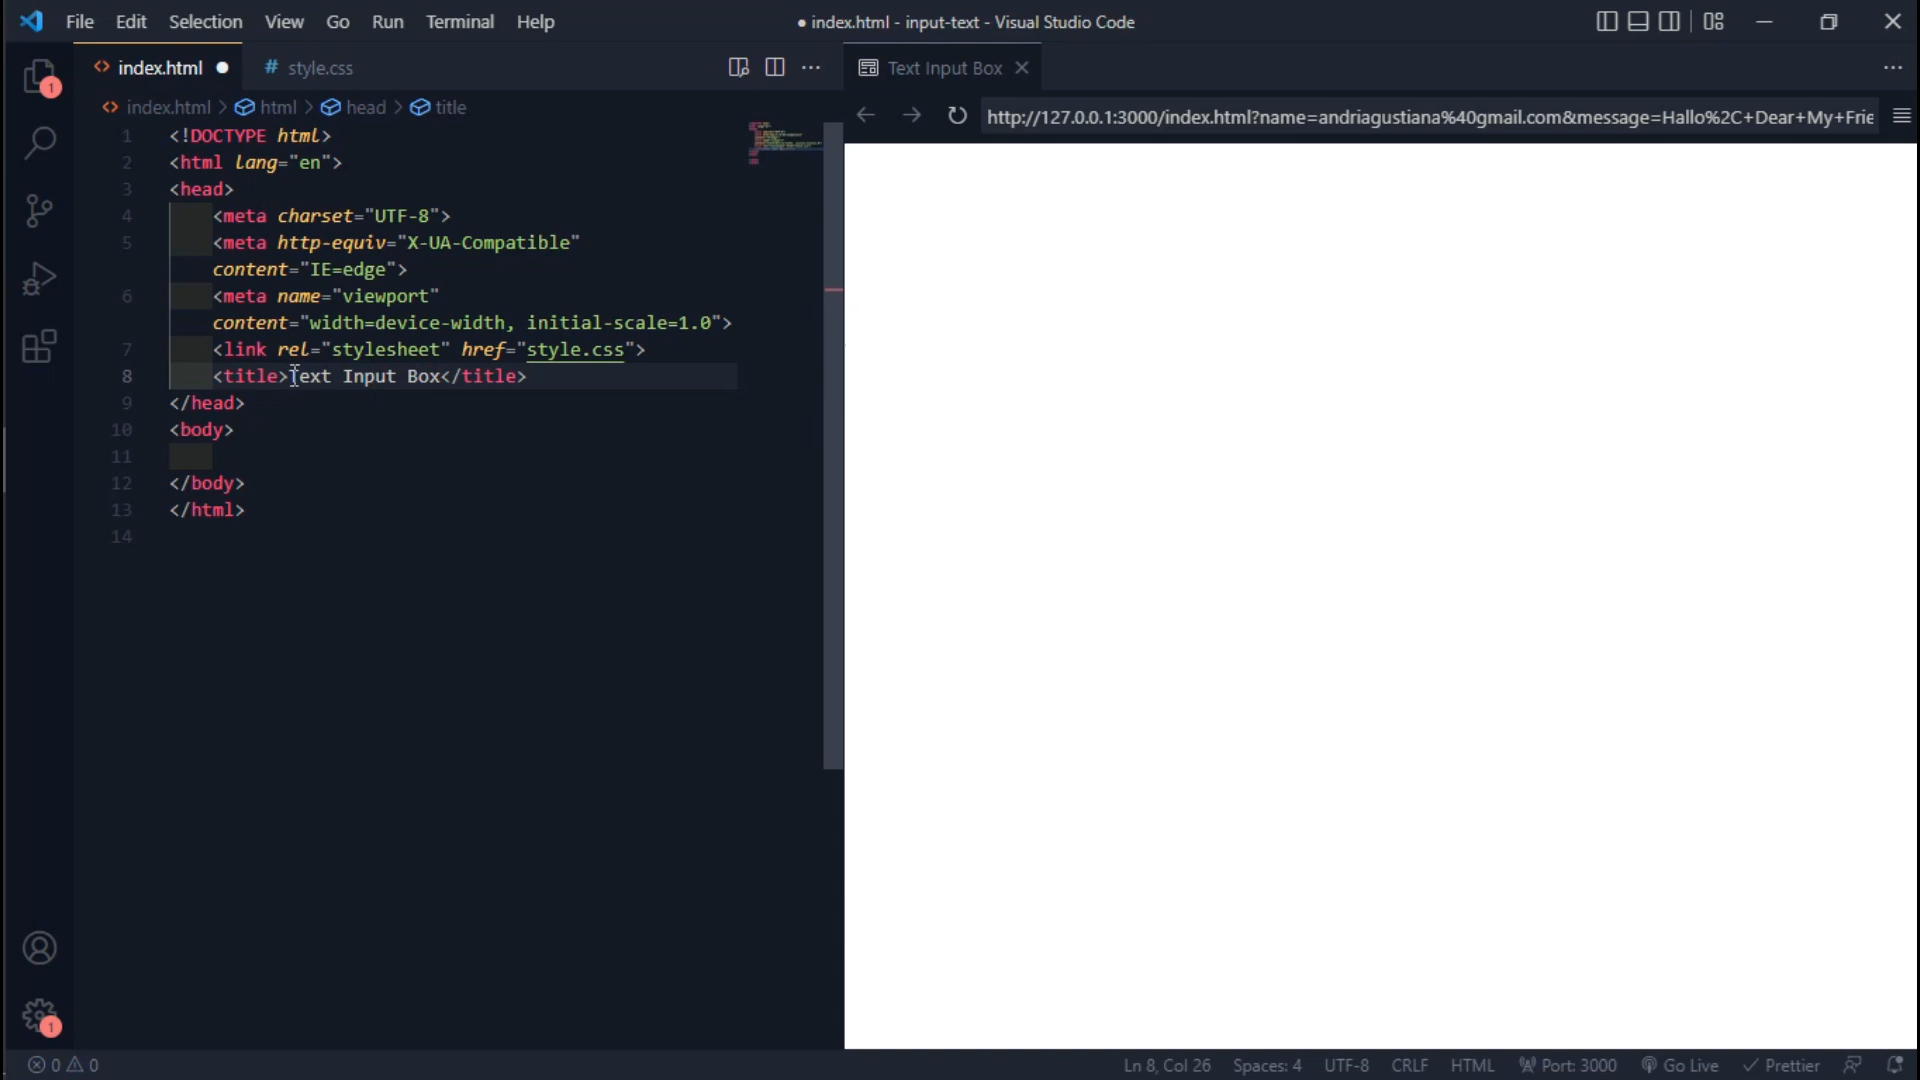 File Edit Selection View Go Run Terminal Help
● index.html - input-text - Visual Studio Code
1
index.html ●
# style.css
Text Input Box
index.html > html > head > title
http://127.0.0.1:3000/index.html?name=andriagustiana%40gmail.com&message=Hallo%2C+Dear+My+Frie
1 <!DOCTYPE html>
2 <html lang="en">
3 <head>
4 <meta charset="UTF-8">
5 <meta http-equiv="X-UA-Compatible"
content="IE=edge">
6 <meta name="viewport"
content="width=device-width, initial-scale=1.0">
7 <link rel="stylesheet" href="style.css">
8 <title>Text Input Box</title>
9 </head>
10 <body>
11
12 </body>
13 </html>
14
1
0 0
Ln 8, Col 26 Spaces: 4 UTF-8 CRLF HTML Port: 3000 Go Live Prettier